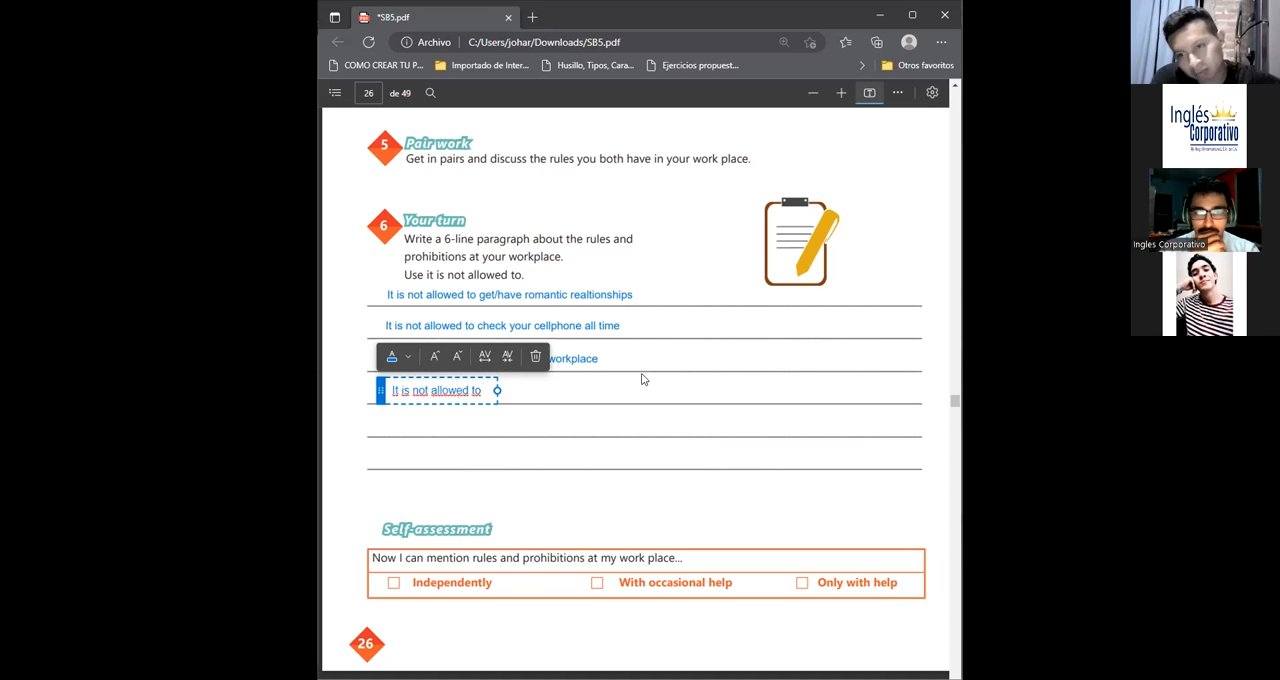 *SB5.pdf
Archivo
C:/Users/johar/Downloads/SB5.pdf
COMO CREAR TU P...
Importado de Inter...
Husillo, Tipos, Cara...
Ejercicios propuest...
Otros favoritos
26 de 49
5 Pair work
Get in pairs and discuss the rules you both have in your work place.
6 Your turn
Write a 6-line paragraph about the rules and
prohibitions at your workplace.
Use it is not allowed to.
It is not allowed to get/have romantic realtionships
It is not allowed to check your cellphone all time
workplace
It is not allowed to
Self-assessment
Now I can mention rules and prohibitions at my work place...
Independently
With occasional help
Only with help
26
Inglés
Corporativo
Ingles Corporativo